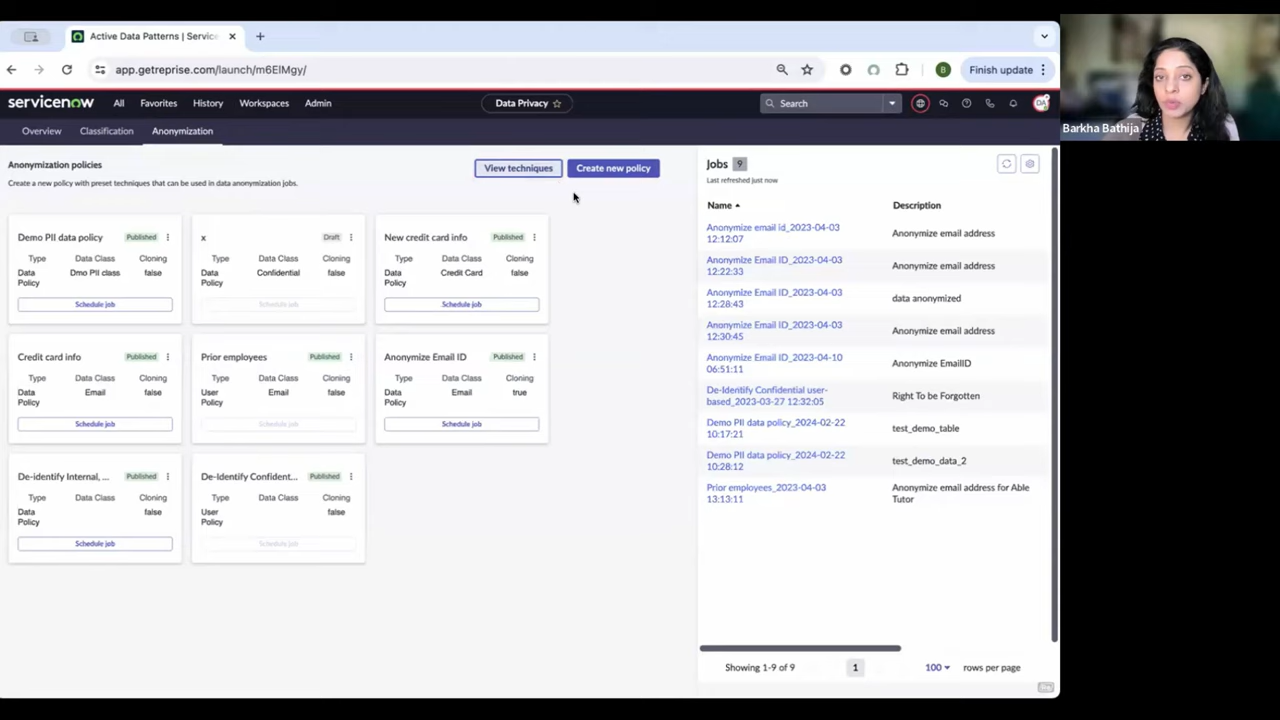 Active Data Patterns | Servic
app.getreprise.com/launch/m6ElMgy/
Finish update
B
servicenow
All
Favorites
History
Workspaces
Admin
Data Privacy
Search
DA
Barkha Bathija
Overview
Classification
Anonymization
Anonymization policies
Create a new policy with preset techniques that can be used in data anonymization jobs.
View techniques
Create new policy
Demo PII data policy
Published
Type
Data Class
Cloning
Data
Policy
Dmo PII class
false
Schedule job
x
Draft
Type
Data Class
Cloning
Data
Policy
Confidential
false
Schedule job
New credit card info
Published
Type
Data Class
Cloning
Data
Policy
Credit Card
false
Schedule job
Credit card info
Published
Type
Data Class
Cloning
Data
Policy
Email
false
Schedule job
Prior employees
Published
Type
Data Class
Cloning
User
Policy
Email
false
Schedule job
Anonymize Email ID
Published
Type
Data Class
Cloning
Data
Policy
Email
true
Schedule job
De-identify Internal, ...
Published
Type
Data Class
Cloning
Data
Policy
false
Schedule job
De-Identify Confident...
Published
Type
Data Class
Cloning
User
Policy
false
Schedule job
Jobs 9
Last refreshed just now
Name
Description
Anonymize email id_2023-04-03
12:12:07
Anonymize email address
Anonymize Email ID_2023-04-03
12:22:33
Anonymize email address
Anonymize Email ID_2023-04-03
12:28:43
data anonymized
Anonymize Email ID_2023-04-03
12:30:45
Anonymize email address
Anonymize Email ID_2023-04-10
06:51:11
Anonymize EmailID
De-Identify Confidential user-
based_2023-03-27 12:32:05
Right To be Forgotten
Demo PII data policy_2024-02-22
10:17:21
test_demo_table
Demo PII data policy_2024-02-22
10:28:12
test_demo_data_2
Prior employees_2023-04-03
13:13:11
Anonymize email address for Able
Tutor
Showing 1-9 of 9
1
100
rows per page